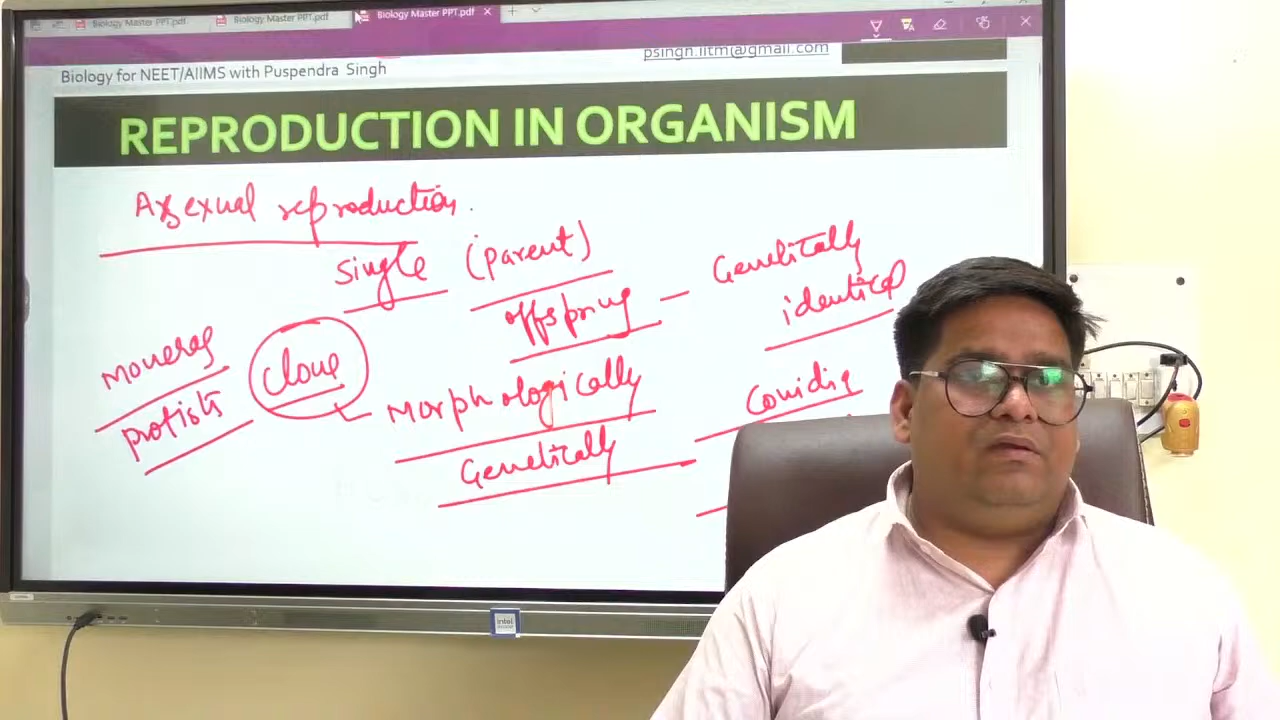 Biology Master PPT.pdf
Biology Master PPT.pdf
Biology Master PPT.pdf
psingh.iitm@gmail.com
Biology for NEET/AIIMS with Puspendra Singh
REPRODUCTION IN ORGANISM
Asexual reproduction.
single (parent)
offspring - Genetically
identical
moneras
protists
clone
Morphologically
Genetically
conidia
intel